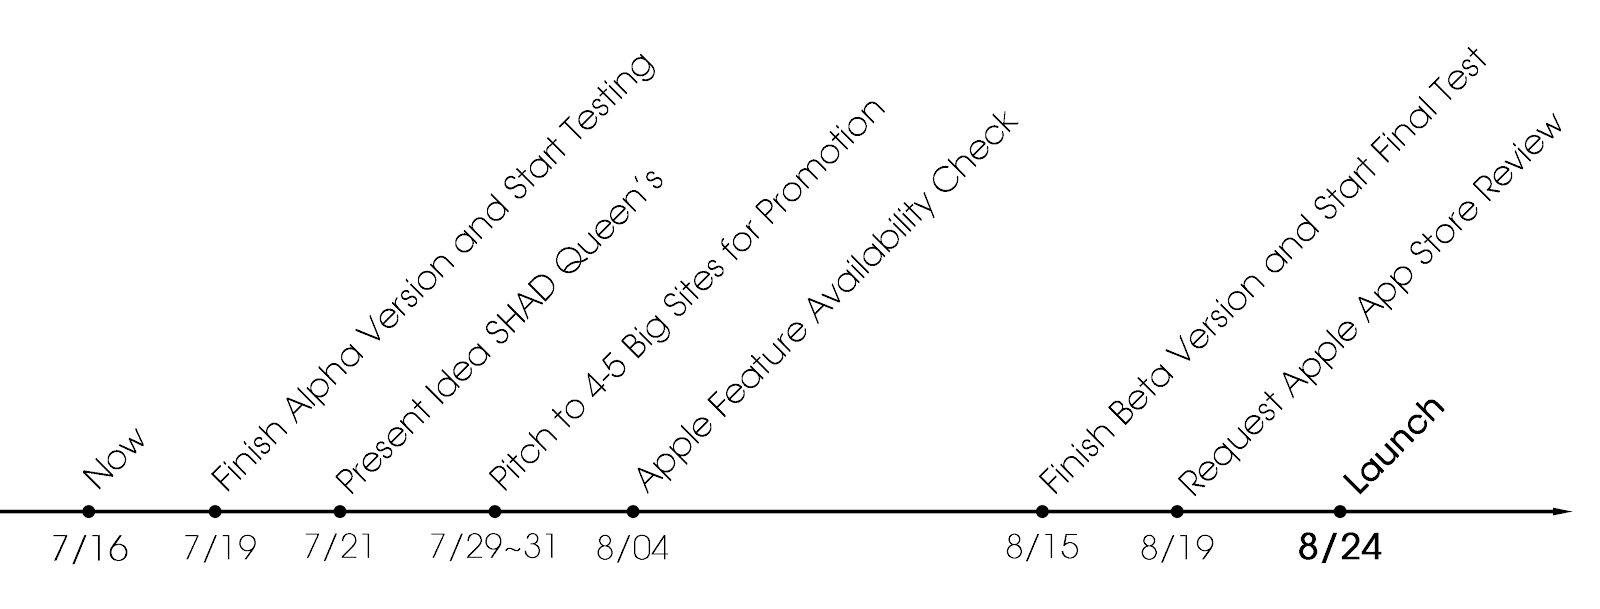 Now
Finish Alpha Version and Start Testing
Present Idea SHAD Queen's
Pitch to 4-5 Big Sites for Promotion
Apple Feature Availability Check
Finish Beta Version and Start Final Test
Request Apple App Store Review
Launch
7/16
7/19
7/21
7/29~31
8/04
8/15
8/19
8/24